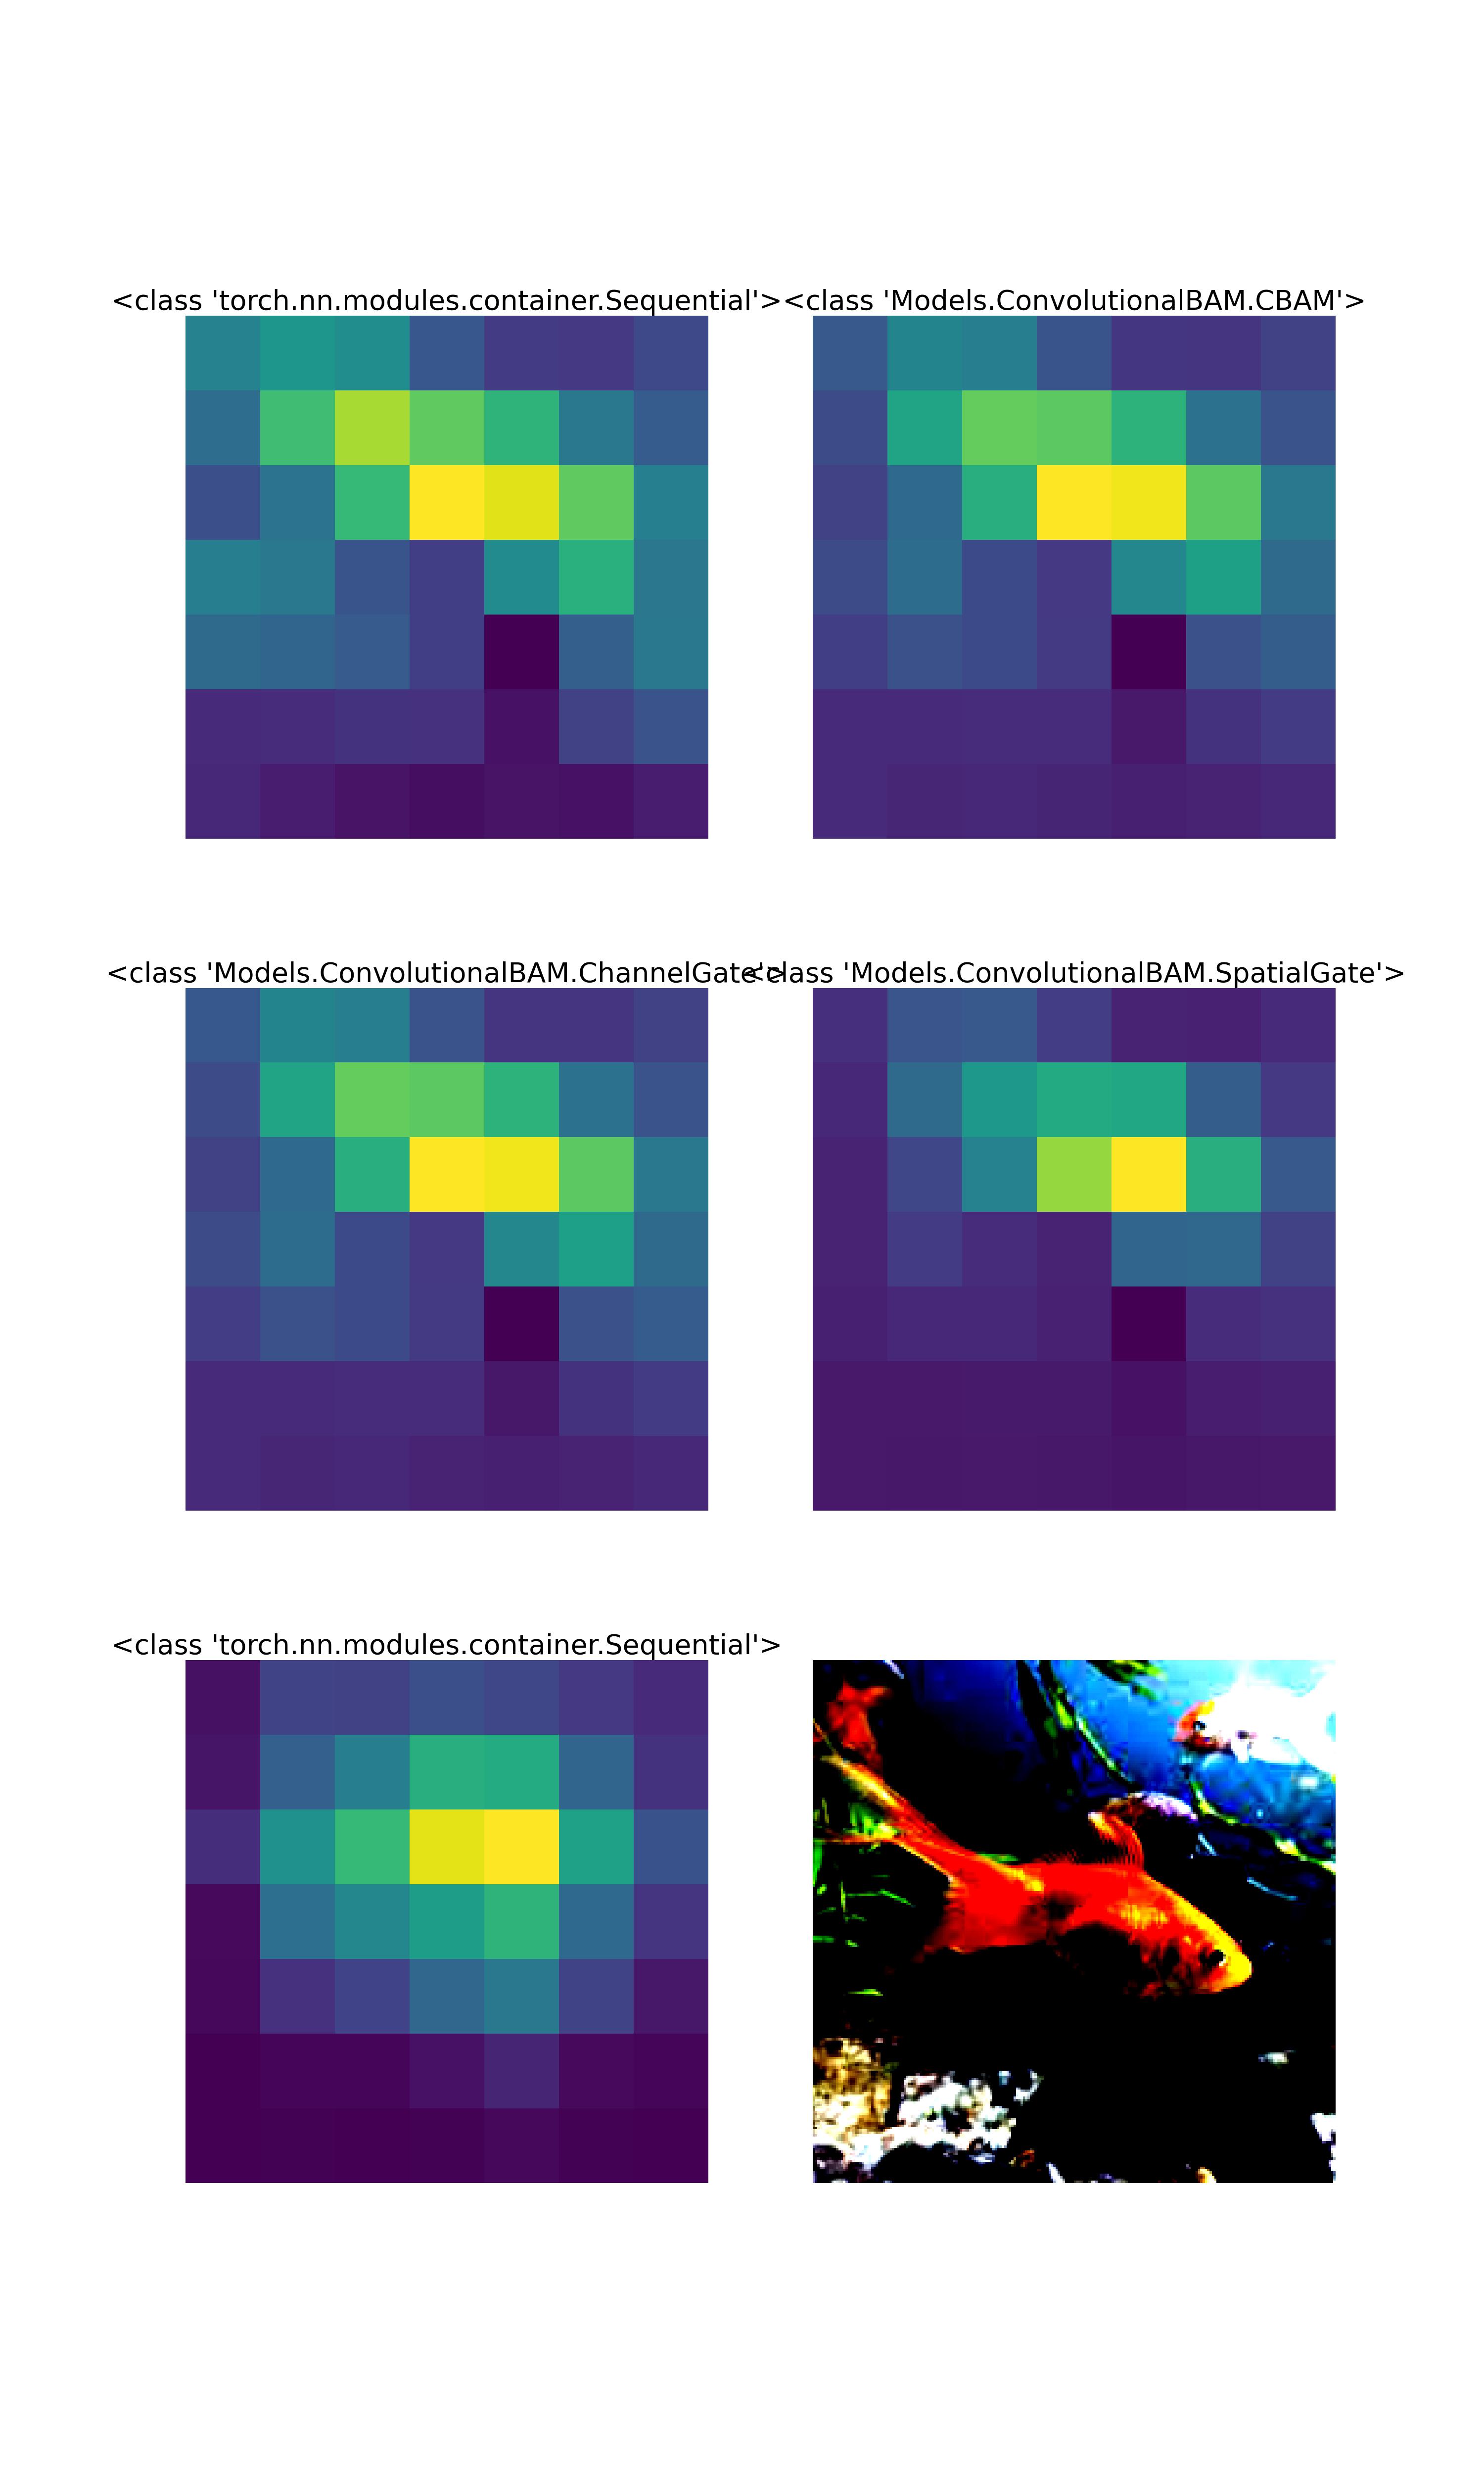 <class 'torch.nn.modules.container.Sequential'>
<class 'Models.ConvolutionalBAM.CBAM'>
<class 'Models.ConvolutionalBAM.ChannelGate'>
<class 'Models.ConvolutionalBAM.SpatialGate'>
<class 'torch.nn.modules.container.Sequential'>